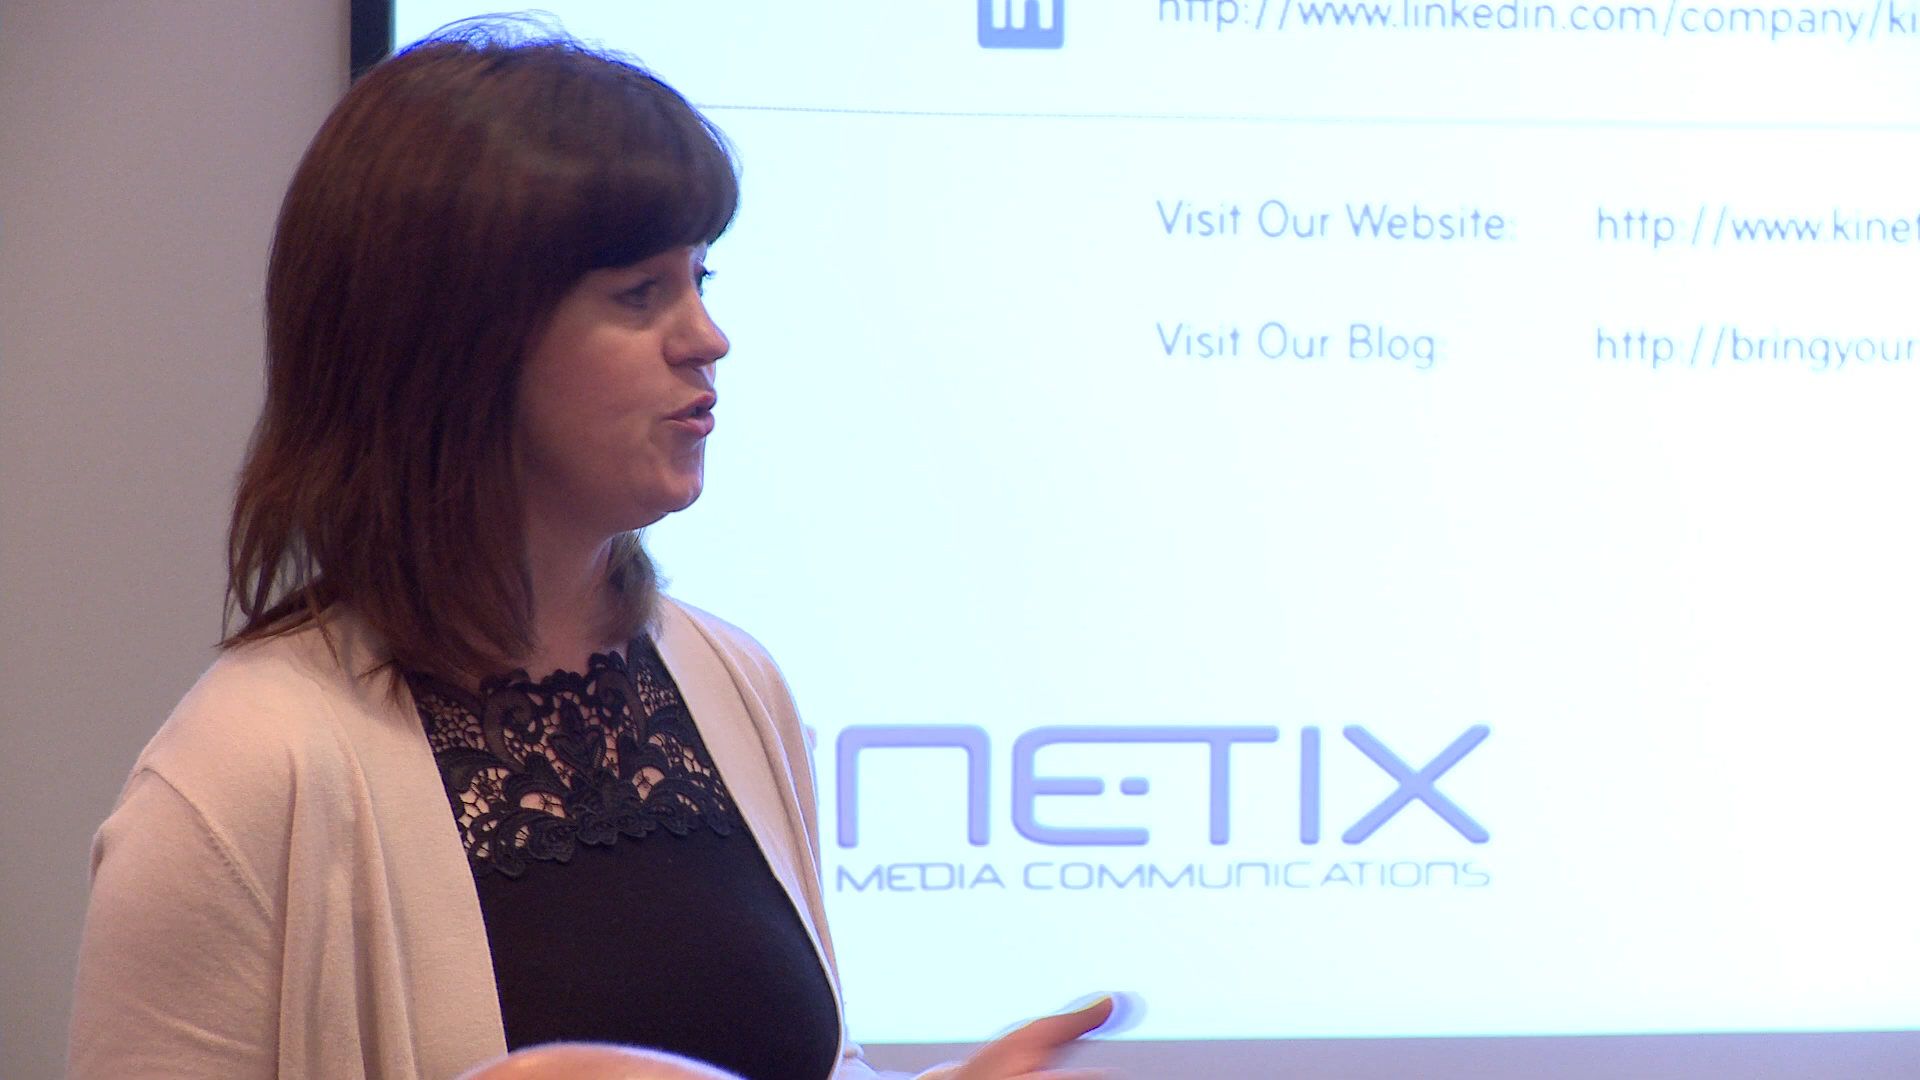 in
http://www.linkedin.com/company/ki
Visit Our Website: http://www.kinet
Visit Our Blog: http://bringyour
NETIX
MEDIA COMMUNICATIONS